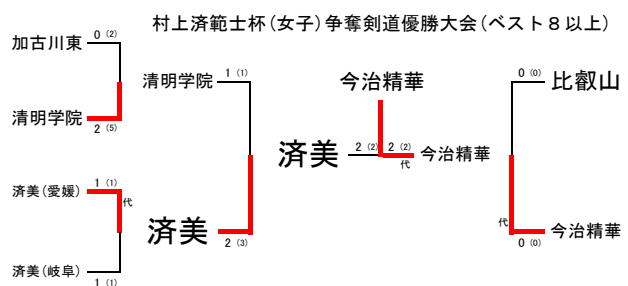 村上済範士杯(女子)争奪剣道優勝大会(ベスト8以上)
加古川東
0 (2)
清明学院
2 (5)
済美(愛媛)
1 (1)
代
済美(岐阜)
1 (1)
清明学院
1 (1)
済美
2 (3)
今治精華
済美
2 (2)
2 (2)
代
今治精華
0 (0)
比叡山
代
今治精華
0 (0)